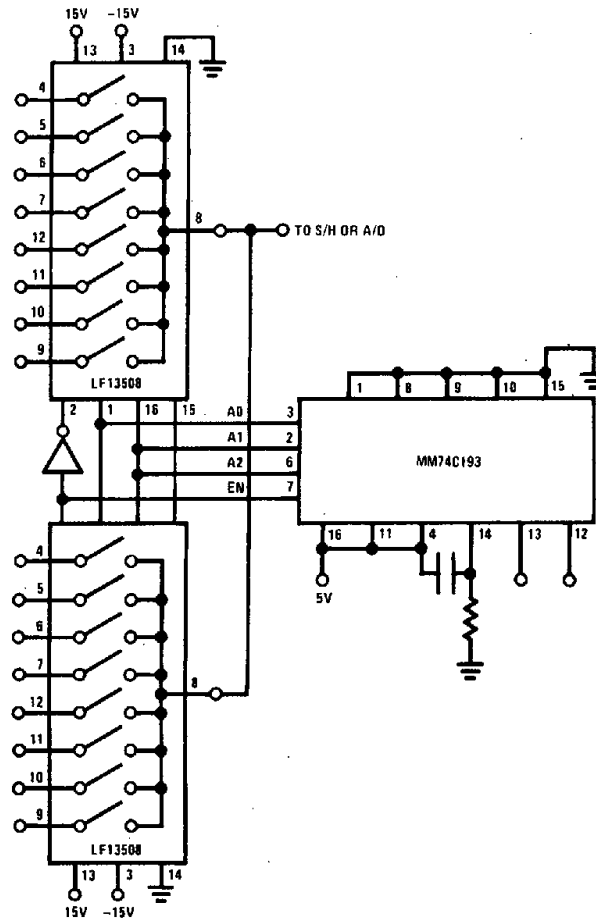 15V -15V
13 3 14
4
5
6
7
12
11
10
9
8
TO S/H OR A/D
LF13508
2 1 16 15
A0 3
A1 2
A2 6
EN 7
1 8 9 10 15
MM74C193
16 11 4 14 13 12
5V
4
5
6
7
12
11
10
9
8
LF13508
13 3 14
15V -15V